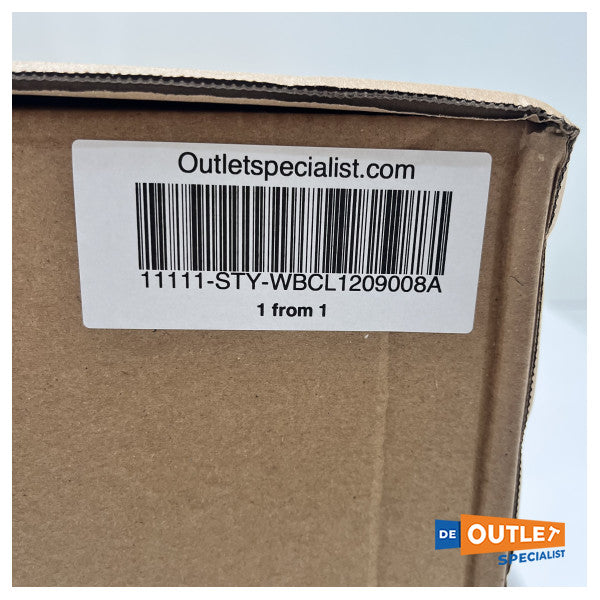 Outletspecialist.com
11111-STY-WBCL1209008A
1 from 1
DE OUTLET
SPECIALIST